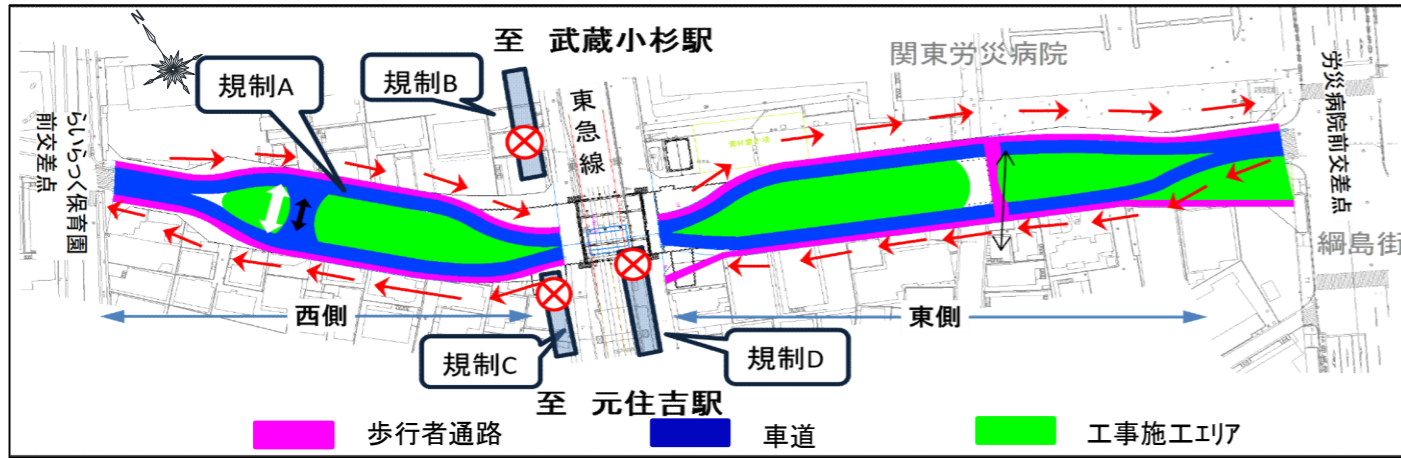 N
至 武蔵小杉駅
関東労災病院
規制A
規制B
東急線
らいらっく保育園
前交差点
労災病院前交差点
綱島街
西側
東側
規制C
規制D
至 元住吉駅
歩行者通路
車道
工事施工エリア